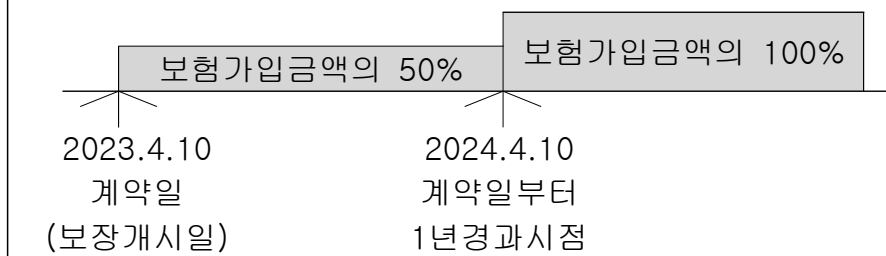 보험가입금액의 50%
보험가입금액의 100%
2023.4.10
계약일
(보장개시일)
2024.4.10
계약일부터
1년경과시점